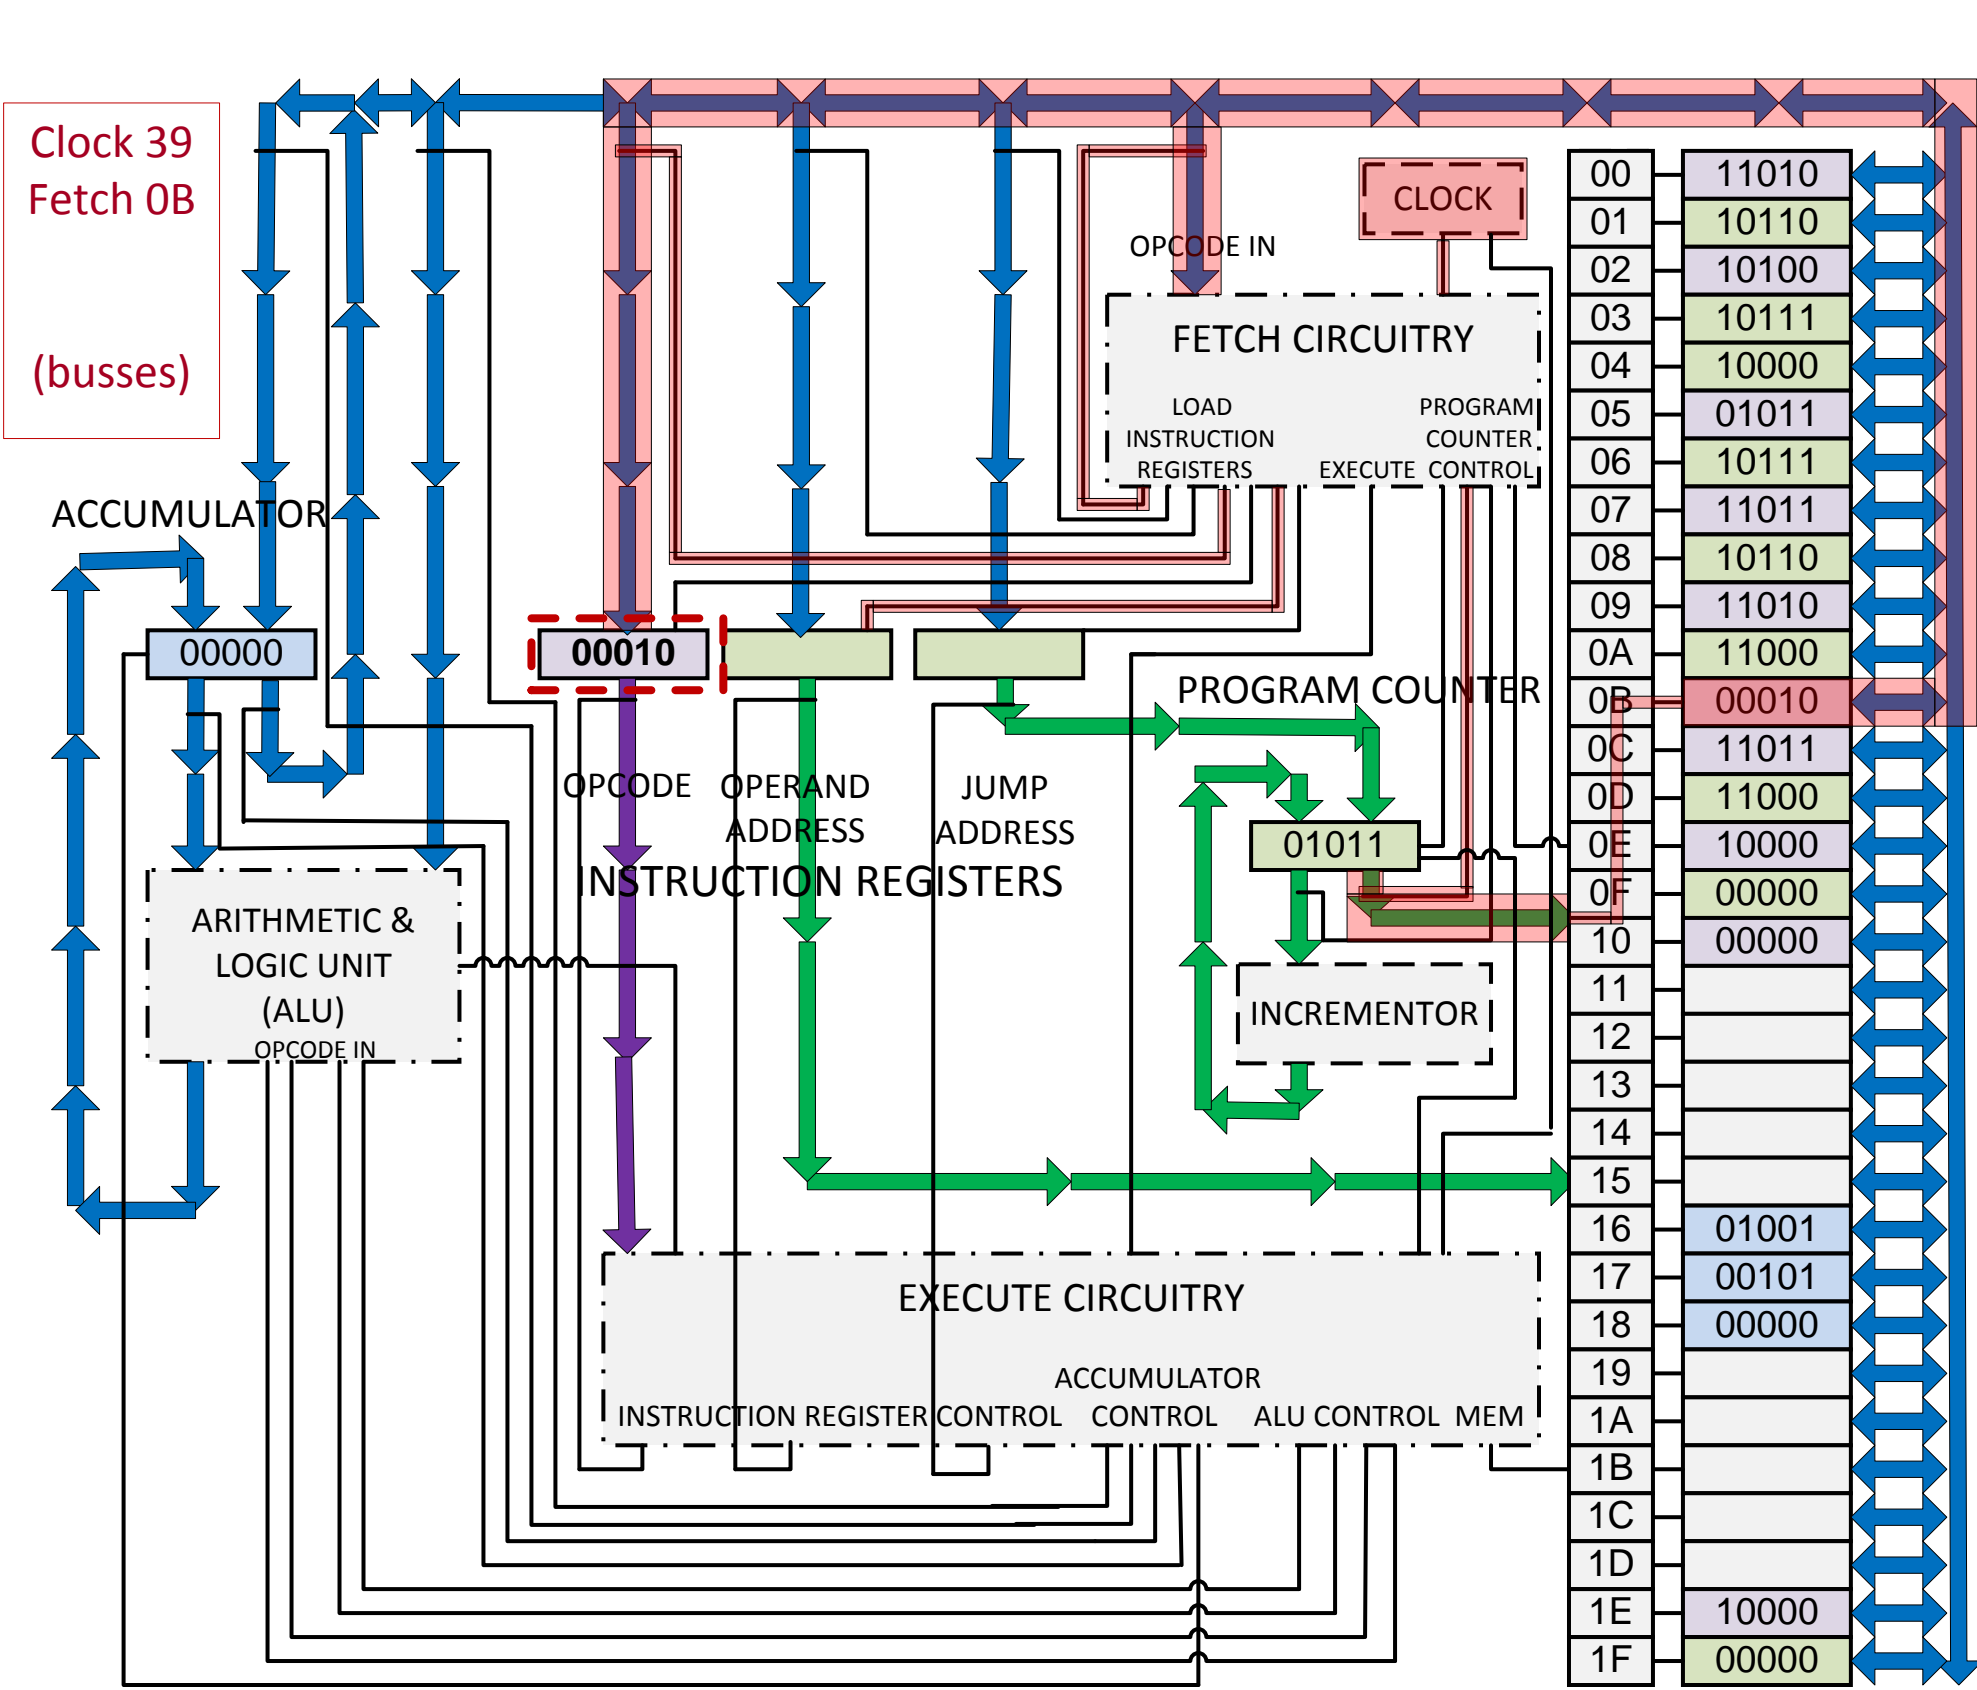 Clock 39
Fetch 0B
(busses)
CLOCK
OPCODE IN
FETCH CIRCUITRY
LOAD
INSTRUCTION
REGISTERS
EXECUTE
PROGRAM
COUNTER
CONTROL
ACCUMULATOR
00000
00010
PROGRAM COUNTER
01011
OPCODE
OPERAND
ADDRESS
JUMP
ADDRESS
INSTRUCTION REGISTERS
ARITHMETIC &
LOGIC UNIT
(ALU)
OPCODE IN
INCREMENTOR
EXECUTE CIRCUITRY
INSTRUCTION REGISTER CONTROL
ACCUMULATOR
CONTROL
ALU CONTROL
MEM
00 11010
01 10110
02 10100
03 10111
04 10000
05 01011
06 10111
07 11011
08 10110
09 11010
0A 11000
0B 00010
0C 11011
0D 11000
0E 10000
0F 00000
10 00000
11
12
13
14
15
16 01001
17 00101
18 00000
19
1A
1B
1C
1D
1E 10000
1F 00000